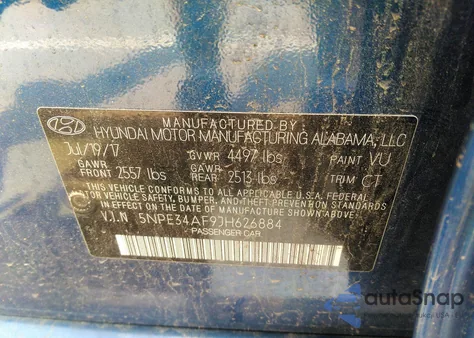 MANUFACTURED BY
HYUNDAI MOTOR MANUFACTURING ALABAMA, LLC
Jul/19/17 GVWR 4497 lbs PAINT VU
GAWR FRONT 2557 lbs GAWR REAR 2513 lbs TRIM CT
THIS VEHICLE CONFORMS TO ALL APPLICABLE U.S.A FEDERAL
MOTOR VEHICLE SAFETY, BUMPER, AND THEFT PREVENTION
STANDARDS IN EFFECT ON THE DATE OF MANUFACTURE SHOWN
V.I.N 5NPE34AF9JH626884
PASSENGER CAR
autoSnap